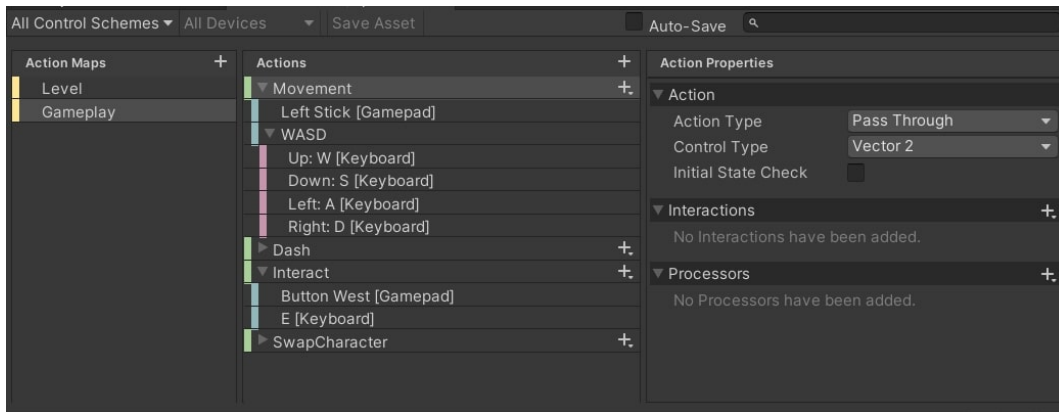 All Control Schemes All Devices Save Asset Auto-Save
Action Maps
Level
Gameplay
Actions
Movement
Left Stick [Gamepad]
WASD
Up: W [Keyboard]
Down: S [Keyboard]
Left: A [Keyboard]
Right: D [Keyboard]
Dash
Interact
Button West [Gamepad]
E [Keyboard]
SwapCharacter
Action Properties
Action
Action Type Pass Through
Control Type Vector 2
Initial State Check
Interactions
No Interactions have been added.
Processors
No Processors have been added.